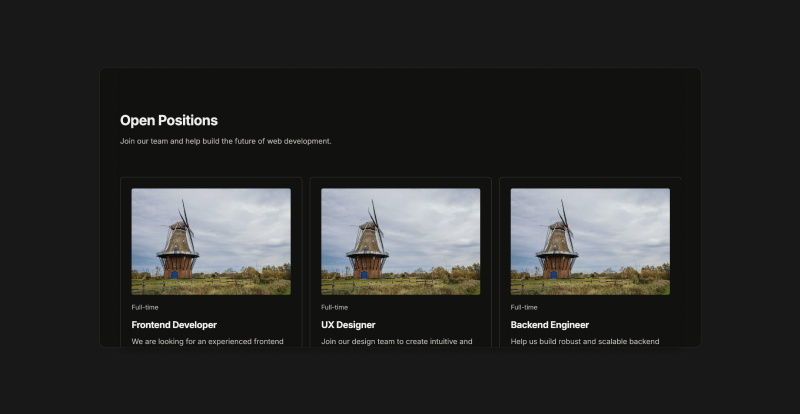 Open Positions
Join our team and help build the future of web development.
Full-time
Frontend Developer
We are looking for an experienced frontend
Full-time
UX Designer
Join our design team to create intuitive and
Full-time
Backend Engineer
Help us build robust and scalable backend